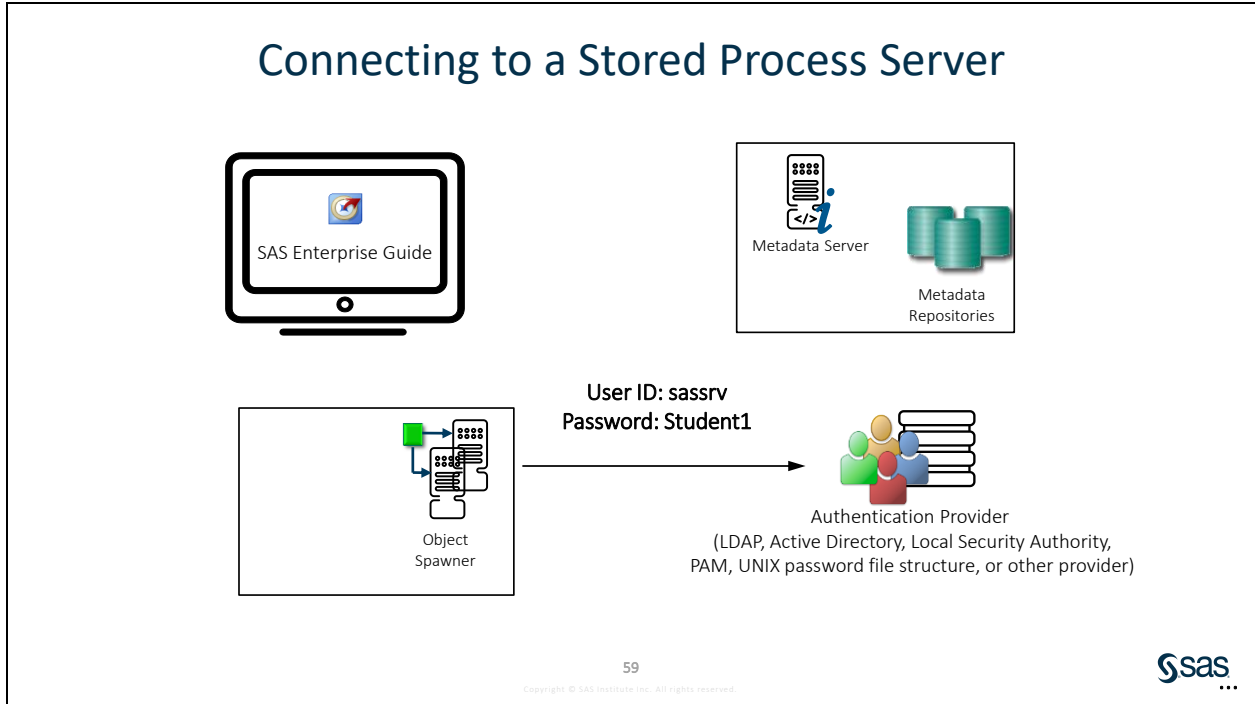 Connecting to a Stored Process Server
SAS Enterprise Guide
</>
i
Metadata Server
Metadata
Repositories
User ID: sassrv
Password: Student1
Object
Spawner
Authentication Provider
(LDAP, Active Directory, Local Security Authority,
PAM, UNIX password file structure, or other provider)
59
Copyright © SAS Institute Inc. All rights reserved.
sas
...